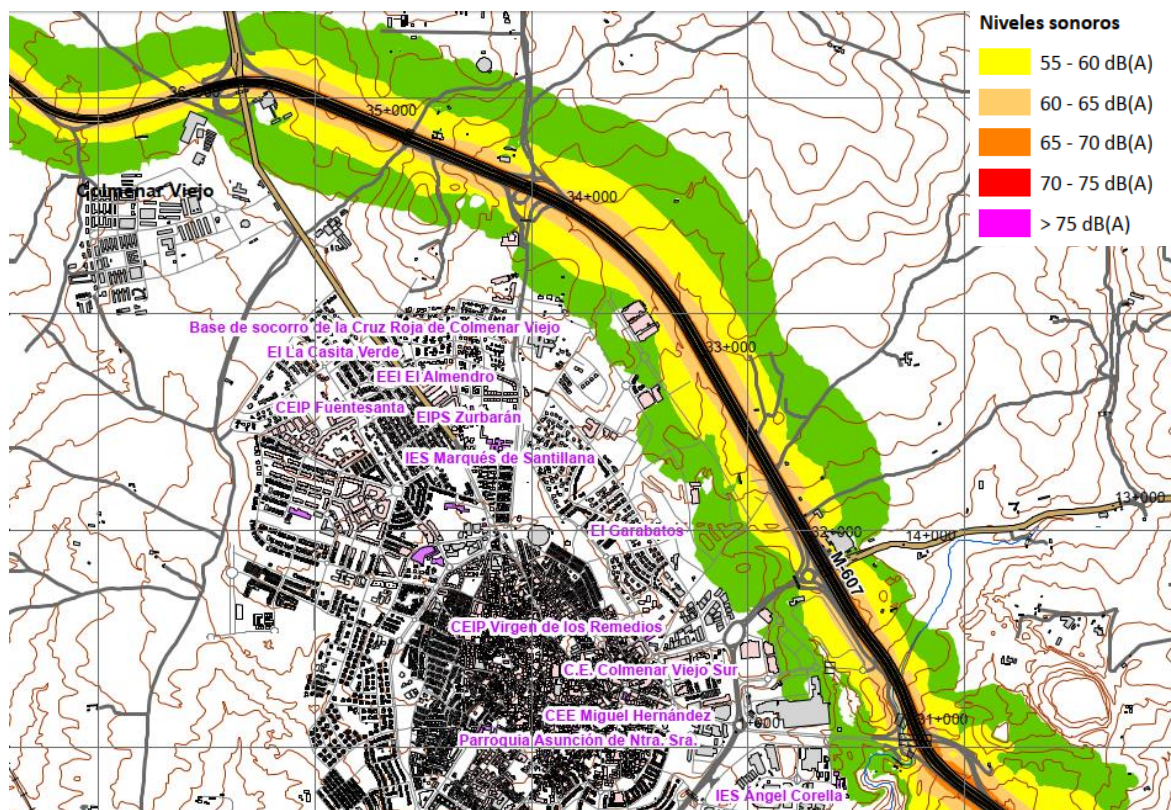 Niveles sonoros
55 - 60 dB(A)
60 - 65 dB(A)
65 - 70 dB(A)
70 - 75 dB(A)
> 75 dB(A)
35+000
34+000
Colmenar Viejo
Base de socorro de la Cruz Roja de Colmenar Viejo
EI La Casita Verde
33+000
EEI El Almendro
CEIP Fuentesanta
EIPS Zurbarán
IES Marqués de Santillana
13+000
EI Garabatos
32+000
14+000
M-607
CEIP Virgen de los Remedios
C.E. Colmenar Viejo Sur
CEE Miguel Hernández
31+000
Parroquia Asunción de Ntra. Sra.
IES Ángel Corella